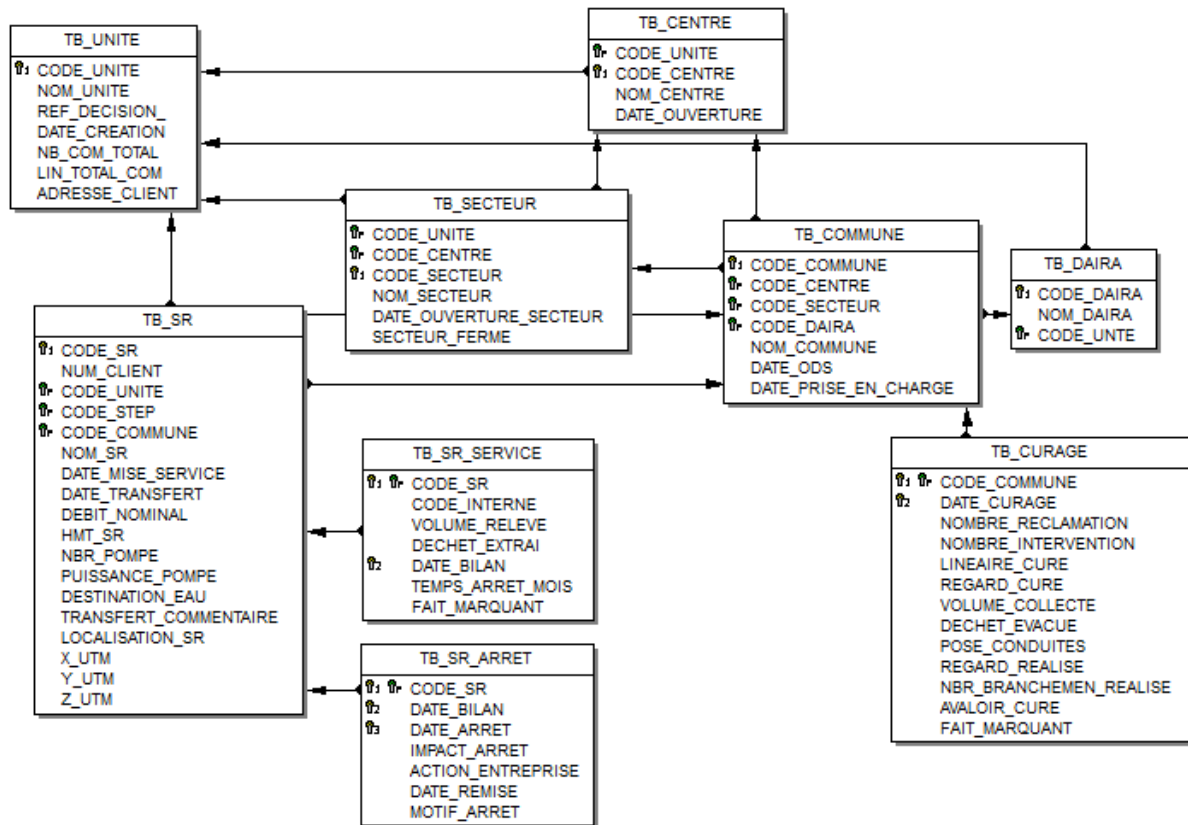 TB_UNITE
CODE_UNITE
NOM_UNITE
REF_DECISION_
DATE_CREATION
NB_COM_TOTAL
LIN_TOTAL_COM
ADRESSE_CLIENT
TB_CENTRE
CODE_UNITE
CODE_CENTRE
NOM_CENTRE
DATE_OUVERTURE
TB_SECTEUR
CODE_UNITE
CODE_CENTRE
CODE_SECTEUR
NOM_SECTEUR
DATE_OUVERTURE_SECTEUR
SECTEUR_FERME
TB_COMMUNE
CODE_COMMUNE
CODE_CENTRE
CODE_SECTEUR
CODE_DAIRA
NOM_COMMUNE
DATE_ODS
DATE_PRISE_EN_CHARGE
TB_DAIRA
CODE_DAIRA
NOM_DAIRA
CODE_UNTE
TB_SR
CODE_SR
NUM_CLIENT
CODE_UNITE
CODE_STEP
CODE_COMMUNE
NOM_SR
DATE_MISE_SERVICE
DATE_TRANSFERT
DEBIT_NOMINAL
HMT_SR
NBR_POMPE
PUISSANCE_POMPE
DESTINATION_EAU
TRANSFERT_COMMENTAIRE
LOCALISATION_SR
X_UTM
Y_UTM
Z_UTM
TB_SR_SERVICE
CODE_SR
CODE_INTERNE
VOLUME_RELEVE
DECHET_EXTRAI
DATE_BILAN
TEMPS_ARRET_MOIS
FAIT_MARQUANT
TB_SR_ARRET
CODE_SR
DATE_BILAN
DATE_ARRET
IMPACT_ARRET
ACTION_ENTREPRISE
DATE_REMISE
MOTIF_ARRET
TB_CURAGE
CODE_COMMUNE
DATE_CURAGE
NOMBRE_RECLAMATION
NOMBRE_INTERVENTION
LINEAIRE_CURE
REGARD_CURE
VOLUME_COLLECTE
DECHET_EVACUE
POSE_CONDUITES
REGARD_REALISE
NBR_BRANCHEMEN_REALISE
AVALOIR_CURE
FAIT_MARQUANT